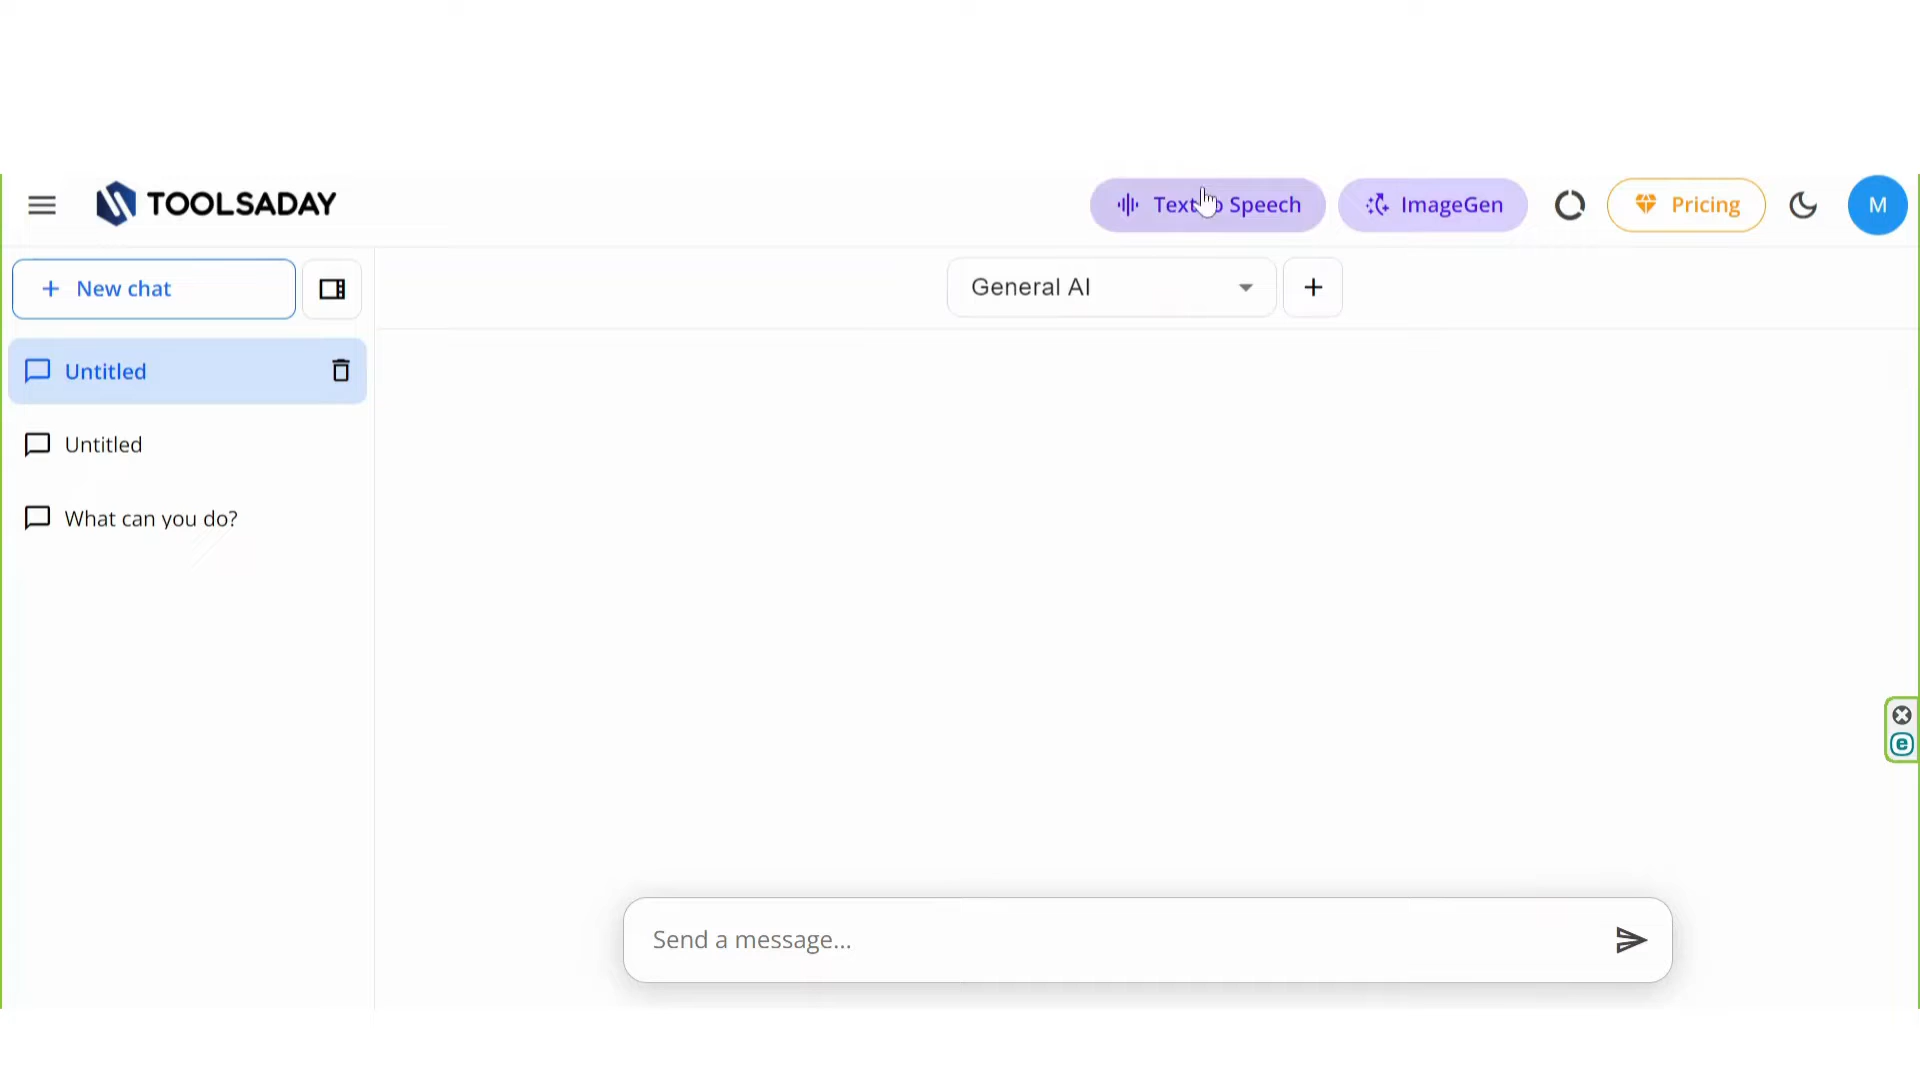 TOOLSADAY
Text to Speech
ImageGen
Pricing
M
New chat
General AI
Untitled
Untitled
What can you do?
Send a message...